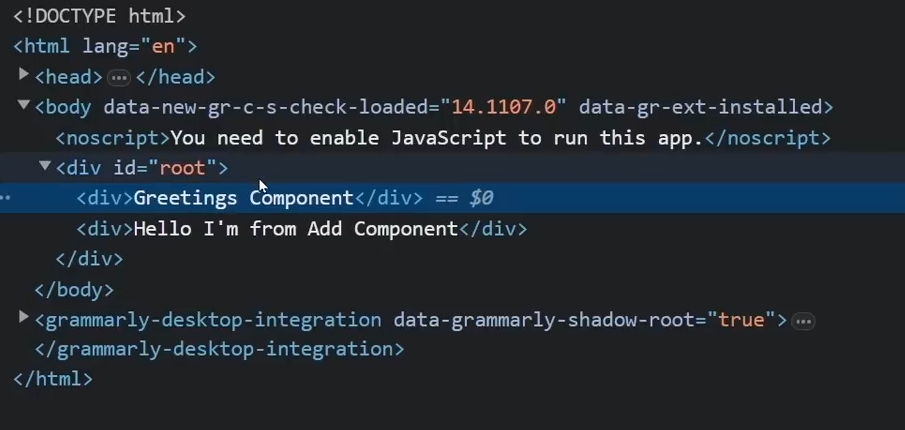 <!DOCTYPE html>
<html lang="en">
<head>…</head>
<body data-new-gr-c-s-check-loaded="14.1107.0" data-gr-ext-installed>
<noscript>You need to enable JavaScript to run this app.</noscript>
<div id="root">
<div>Greetings Component</div> == $0
<div>Hello I'm from Add Component</div>
</div>
</body>
<grammarly-desktop-integration data-grammarly-shadow-root="true">…
</grammarly-desktop-integration>
</html>